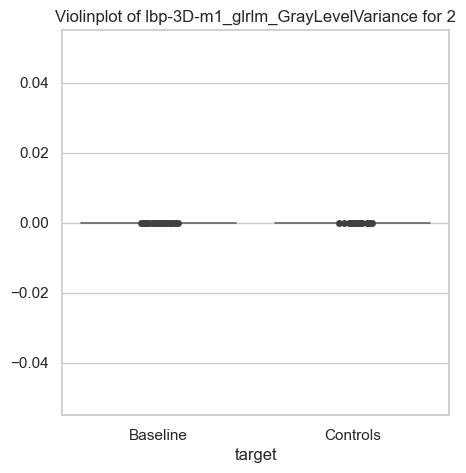 Violinplot of lbp-3D-m1_glrlm_GrayLevelVariance for 2
0.04
0.02
0.00
−0.02
−0.04
Baseline
Controls
target